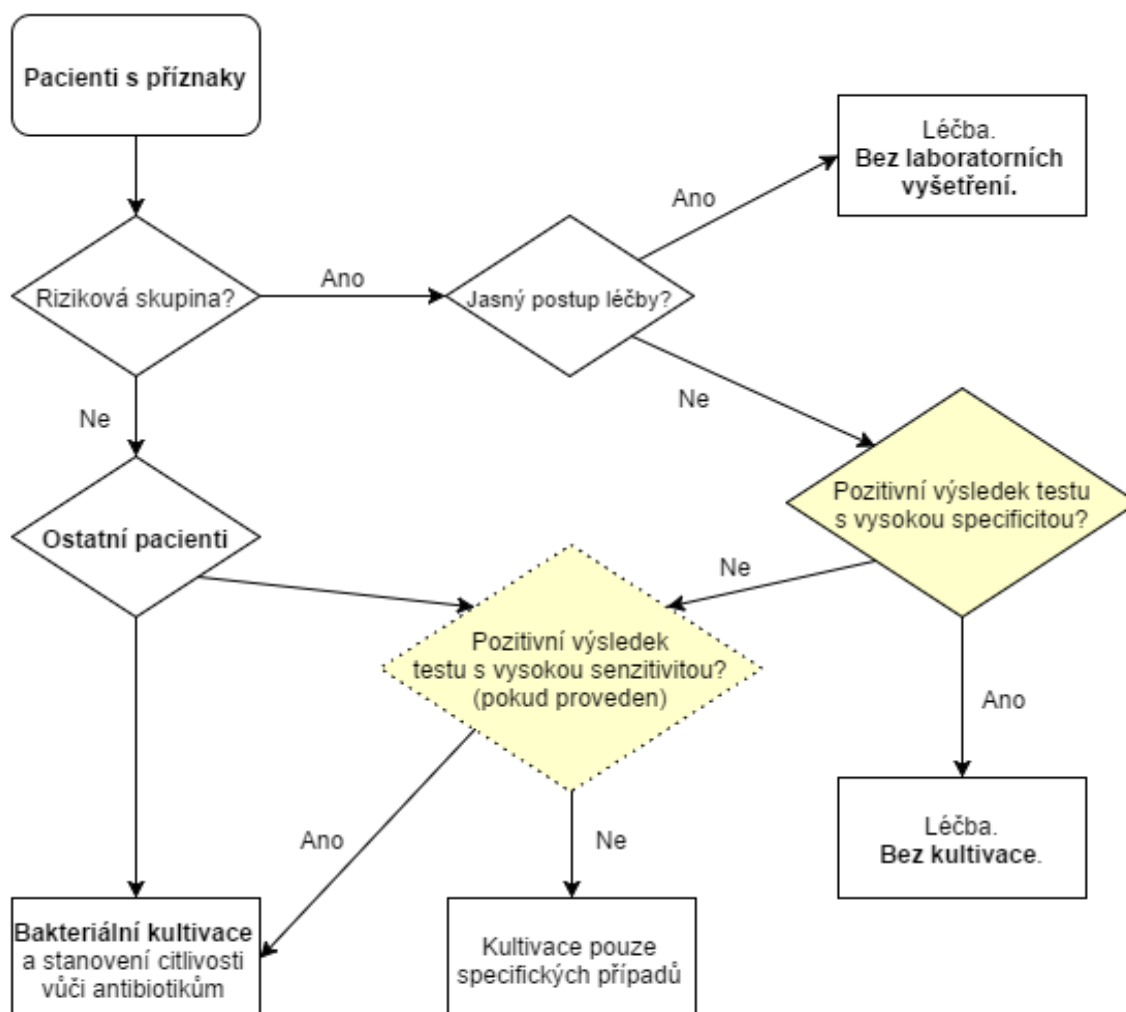 Pacienti s příznaky
Léčba.
Bez laboratorních
vyšetření.
Ano
Riziková skupina?
Ano
Jasný postup léčby?
Ne
Ne
Pozitivní výsledek testu
s vysokou specificitou?
Ostatní pacienti
Ne
Pozitivní výsledek
testu s vysokou senzitivitou?
(pokud proveden)
Ano
Léčba.
Bez kultivace.
Ano
Ne
Bakteriální kultivace
a stanovení citlivosti
vůči antibiotikům
Kultivace pouze
specifických případů